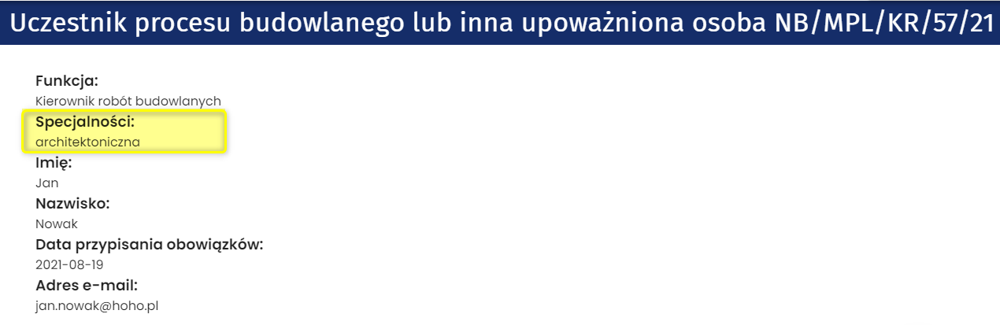 Uczestnik procesu budowlanego lub inna upoważniona osoba NB/MPL/KR/57/21
Funkcja:
Kierownik robót budowlanych
Specjalności:
architektoniczna
Imię:
Jan
Nazwisko:
Nowak
Data przypisania obowiązków:
2021-08-19
Adres e-mail:
jan.nowak@hoho.pl